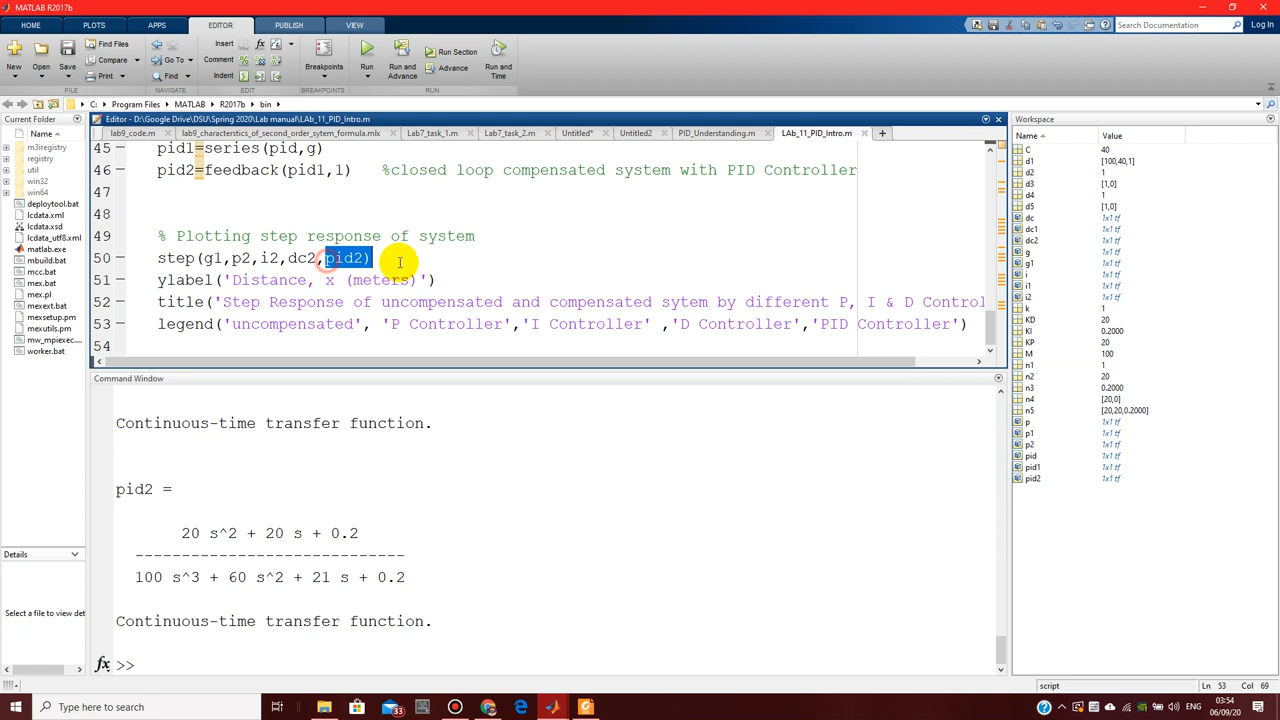 MATLAB R2017b
HOME PLOTS APPS EDITOR PUBLISH VIEW
Search Documentation Log In
New Open Save Find Files Compare Print Go To Find Insert Comment Indent fx Breakpoints Run Run and Advance Run Section Advance Run and Time
FILE NAVIGATE EDIT BREAKPOINTS RUN
C: Program Files MATLAB R2017b bin
Current Folder
Name
m3iregistry
registry
util
win32
win64
deploytool.bat
lcdata.xml
lcdata.xsd
lcdata_utf8.xml
matlab.exe
mbuild.bat
mcc.bat
mex.bat
mexext.bat
mexsetup.pm
mexutils.pm
mw_mpiexec....
worker.bat
Details
Select a file to view det
Editor - D:\Google Drive\DSU\Spring 2020\Lab manual\LAb_11_PID_Intro.m
lab9_code.m lab9_characterstics_of_second_order_sytem_formula.mlx Lab7_task_1.m Lab7_task_2.m Untitled* Untitled2 PID_Understanding.m LAb_11_PID_Intro.m
45 pid1=series(pid,g)
46 pid2=feedback(pid1,1) %closed loop compensated system with PID Controller
47
48
49 % Plotting step response of system
50 step(g1,p2,i2,dc2,pid2)
51 ylabel('Distance, x (meters)')
52 title('Step Response of uncompensated and compensated sytem by different P, I & D Control
53 legend('uncompensated', 'P Controller','I Controller' ,'D Controller','PID Controller')
54
Command Window
Continuous-time transfer function.
pid2 =
20 s^2 + 20 s + 0.2
-----------------------------
100 s^3 + 60 s^2 + 21 s + 0.2
Continuous-time transfer function.
fx >>
Workspace
Name Value
C 40
d1 [100,40,1]
d2 1
d3 [1,0]
d4 1
d5 [1,0]
dc 1x1 tf
dc1 1x1 tf
dc2 1x1 tf
g 1x1 tf
g1 1x1 tf
i 1x1 tf
i1 1x1 tf
i2 1x1 tf
k 1
KD 20
KI 0.2000
KP 20
M 100
n1 1
n2 20
n3 0.2000
n4 [20,0]
n5 [20,20,0.2000]
p 1x1 tf
p1 1x1 tf
p2 1x1 tf
pid 1x1 tf
pid1 1x1 tf
pid2 1x1 tf
script Ln 53 Col 69
Type here to search
33
ENG
03:54
06/09/20